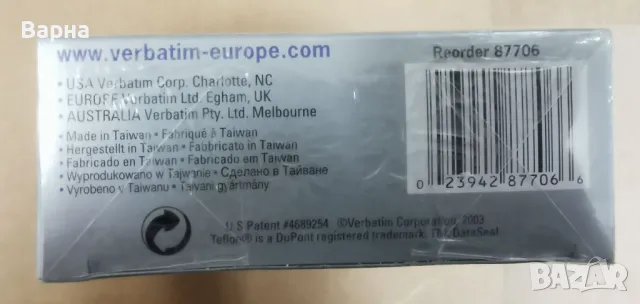 Варна
www.verbatim-europe.com
Reorder 87706
• USA Verbatim Corp. Charlotte, NC
• EUROPE Verbatim Ltd. Egham, UK
• AUSTRALIA Verbatim Pty. Ltd. Melbourne
Made in Taiwan • Fabriqué à Taiwan
• Hergestellt in Taiwan • Fabbricato in Taiwan
• Fabricado en Taiwan • Fabricado em Taiwan
• Wyprodukowano w Tajwanie • Сделано в Тайване
• Vyrobeno v Taiwanu • Taivani gyártmány
0 23942 87706 6
U.S Patent #4689254 ©Verbatim Corporation, 2003
Teflon® is a DuPont registered trademark. DataSeal
BAZAR